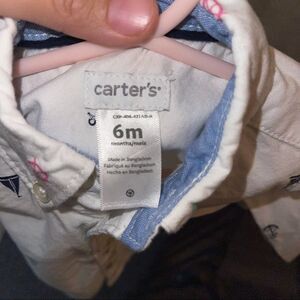 carter's
6m
months/mois
Made in Bangladesh
Fabriqué au Bangladesh
Hecho en Bangladesh